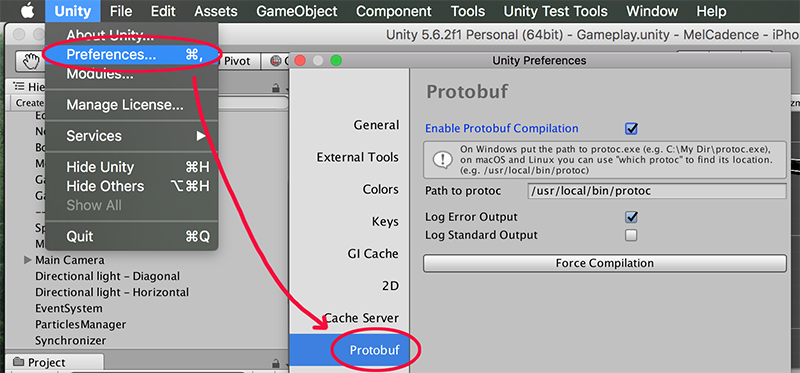 Unity File Edit Assets GameObject Component Tools Unity Test Tools Window Help
Unity 5.6.2f1 Personal (64bit) - Gameplay.unity - MelCadence - iPho
About Unity...
Preferences... ⌘,
Modules...
Manage License...
Services
Hide Unity ⌘H
Hide Others ⌥⌘H
Show All
Quit ⌘Q
Pivot
Hie
Create
Main Camera
Directional light - Diagonal
Directional light - Horizontal
EventSystem
ParticlesManager
Synchronizer
Project
Unity Preferences
General
External Tools
Colors
Keys
GI Cache
2D
Cache Server
Protobuf
Protobuf
Enable Protobuf Compilation
On Windows put the path to protoc.exe (e.g. C:\My Dir\protoc.exe),
on macOS and Linux you can use "which protoc" to find its location.
(e.g. /usr/local/bin/protoc)
Path to protoc /usr/local/bin/protoc
Log Error Output
Log Standard Output
Force Compilation